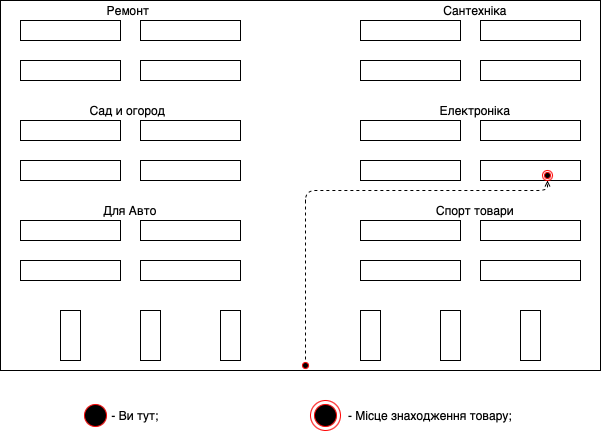 Ремонт
Сантехніка
Сад и огород
Електроніка
Для Авто
Спорт товари
- Ви тут;
- Місце знаходження товару;